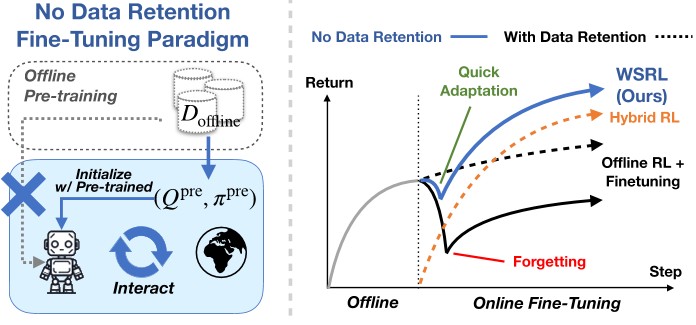 No Data Retention
Fine-Tuning Paradigm
Offline
Pre-training
D_offline
Initialize
w/ Pre-trained
(Q^pre, π^pre)
Interact
No Data Retention
With Data Retention
Return
Quick
Adaptation
WSRL
(Ours)
Hybrid RL
Offline RL +
Finetuning
Forgetting
Step
Offline
Online Fine-Tuning